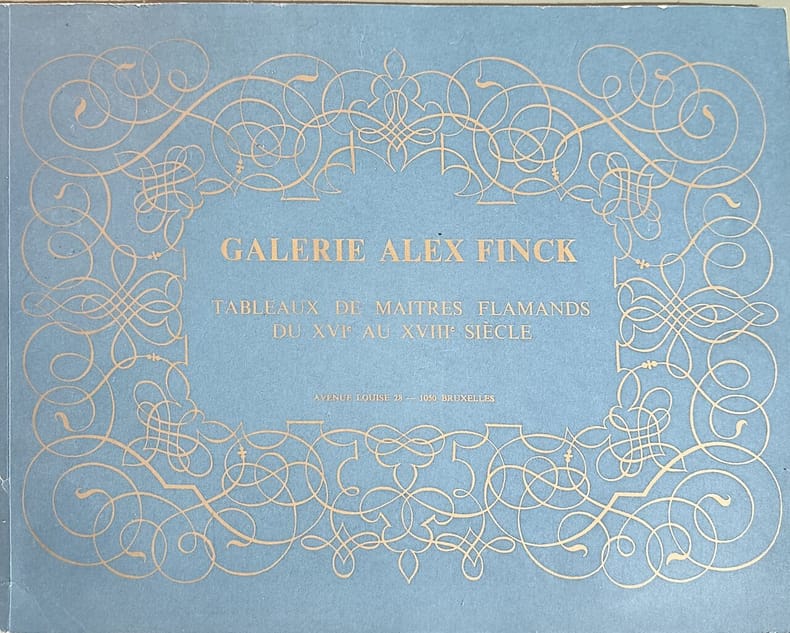 GALERIE ALEX FINCK
TABLEAUX DE MAITRES FLAMANDS
DU XVIᵉ AU XVIIIᵉ SIÈCLE
AVENUE LOUISE 28 — 1050 BRUXELLES